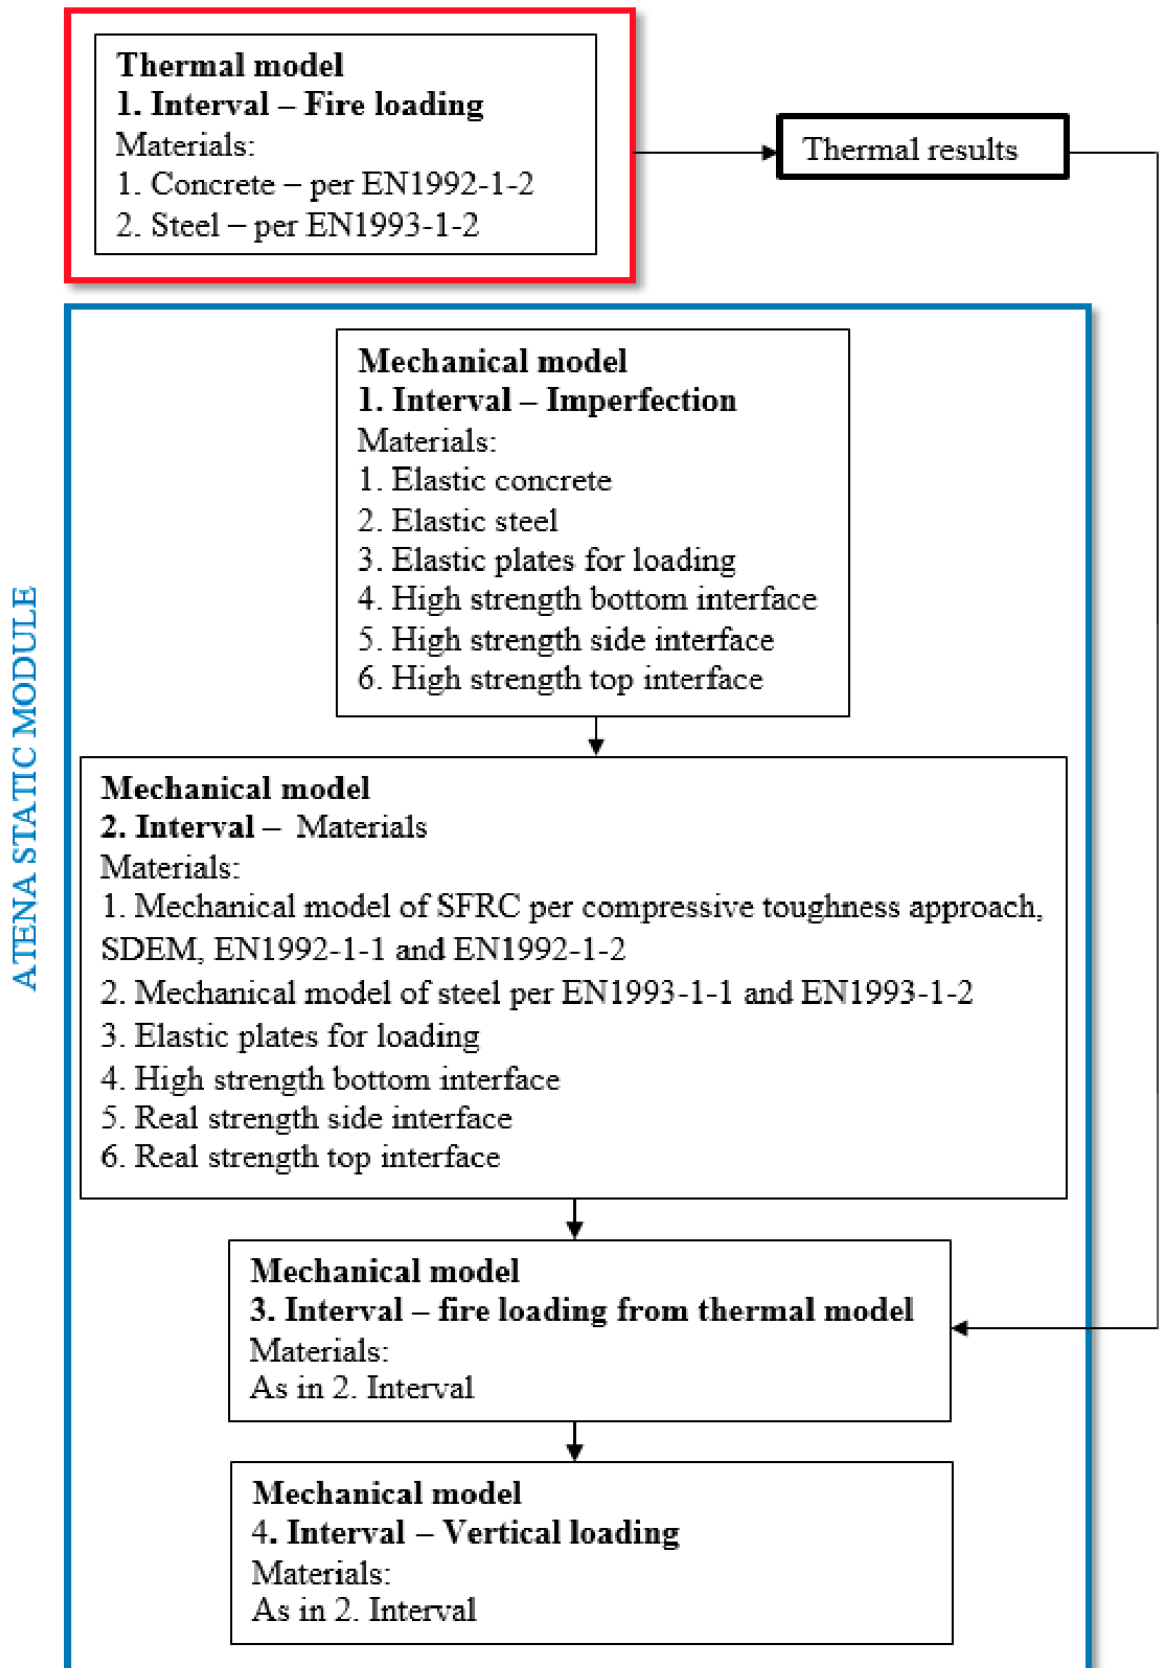 Thermal model
1. Interval – Fire loading
Materials:
1. Concrete – per EN1992-1-2
2. Steel – per EN1993-1-2
Thermal results
ATENA STATIC MODULE
Mechanical model
1. Interval – Imperfection
Materials:
1. Elastic concrete
2. Elastic steel
3. Elastic plates for loading
4. High strength bottom interface
5. High strength side interface
6. High strength top interface
Mechanical model
2. Interval – Materials
Materials:
1. Mechanical model of SFRC per compressive toughness approach,
SDEM, EN1992-1-1 and EN1992-1-2
2. Mechanical model of steel per EN1993-1-1 and EN1993-1-2
3. Elastic plates for loading
4. High strength bottom interface
5. Real strength side interface
6. Real strength top interface
Mechanical model
3. Interval – fire loading from thermal model
Materials:
As in 2. Interval
Mechanical model
4. Interval – Vertical loading
Materials:
As in 2. Interval